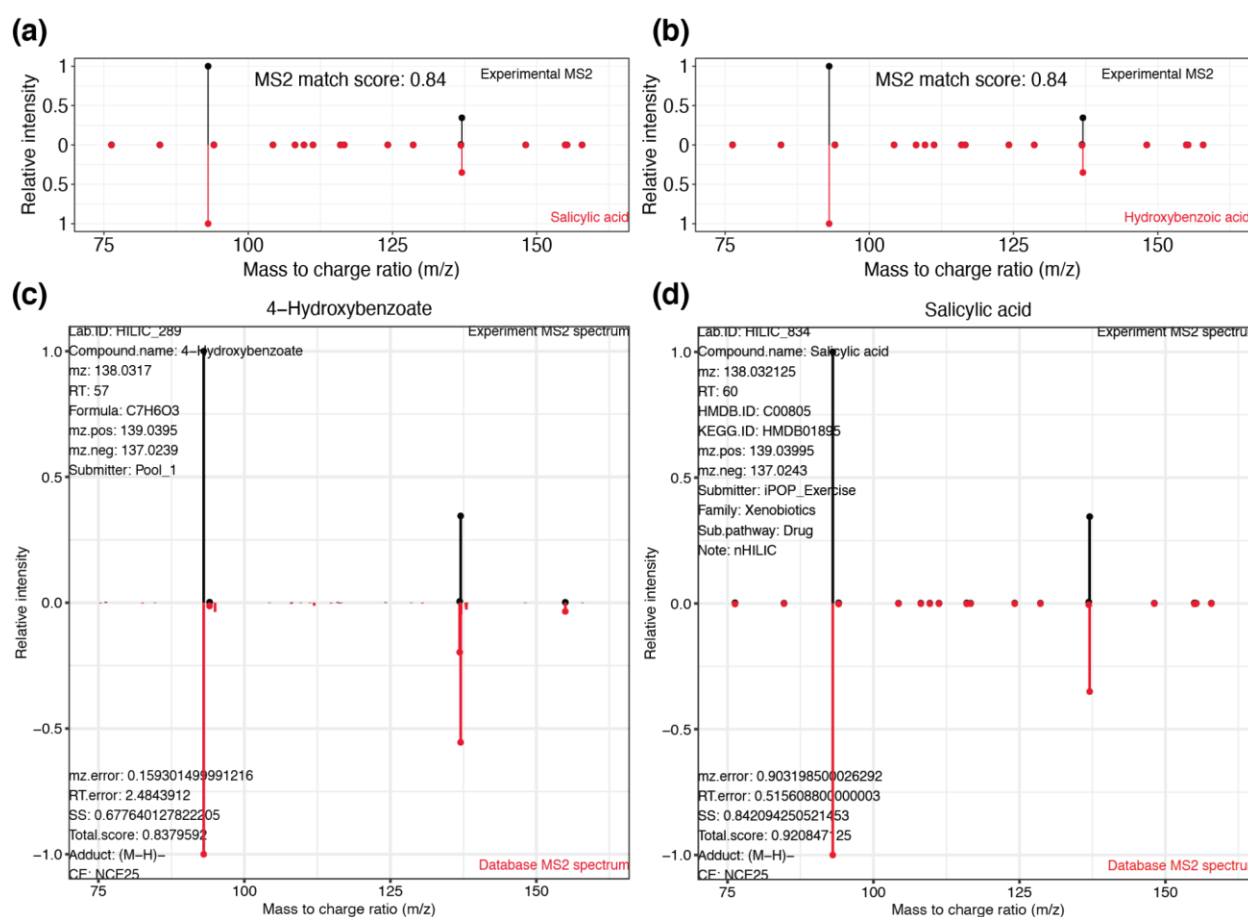 (a)
MS2 match score: 0.84
Experimental MS2
1
0.5
0
0.5
1
Relative intensity
Salicylic acid
75
100
125
150
Mass to charge ratio (m/z)
(b)
MS2 match score: 0.84
Experimental MS2
1
0.5
0
0.5
1
Relative intensity
Hydroxybenzoic acid
75
100
125
150
Mass to charge ratio (m/z)
(c)
4-Hydroxybenzoate
Lab.ID: HILIC_289
Experiment MS2 spectrum
Compound.name: 4-Hydroxybenzoate
mz: 138.0317
RT: 57
Formula: C7H6O3
mz.pos: 139.0395
mz.neg: 137.0239
Submitter: Pool_1
1.0
0.5
0.0
-0.5
-1.0
Relative intensity
mz.error: 0.159301499991216
RT.error: 2.4843912
SS: 0.677640127822205
Total.score: 0.8379592
Adduct: (M-H)-
CE: NCE25
Database MS2 spectrum
75
100
125
150
Mass to charge ratio (m/z)
(d)
Salicylic acid
Lab.ID: HILIC_834
Experiment MS2 spectrum
Compound.name: Salicylic acid
mz: 138.032125
RT: 60
HMDB.ID: C00805
KEGG.ID: HMDB01895
mz.pos: 139.03995
mz.neg: 137.0243
Submitter: iPOP_Exercise
Family: Xenobiotics
Sub.pathway: Drug
Note: nHILIC
1.0
0.5
0.0
-0.5
-1.0
Relative intensity
mz.error: 0.903198500026292
RT.error: 0.515608800000003
SS: 0.842094250521453
Total.score: 0.920847125
Adduct: (M-H)-
CE: NCE25
Database MS2 spectrum
75
100
125
150
Mass to charge ratio (m/z)